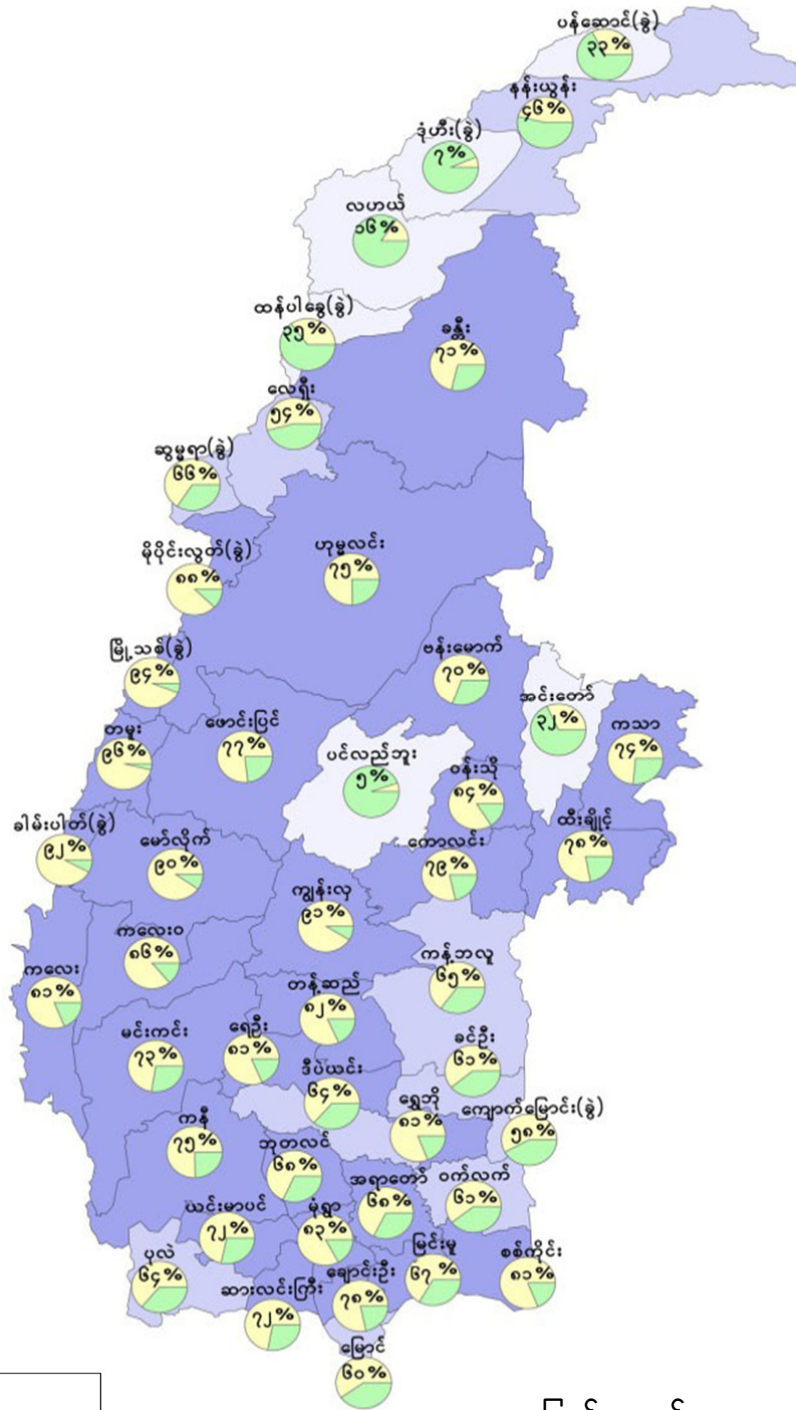 ပန်ဆောင်(ခွဲ)
၃၃%
နန်းယွန်း
၄၆%
ဒုံဟီး(ခွဲ)
၇%
လဟယ်
၁၆%
ထန်ပါခွေ(ခွဲ)
၃၅%
ခန္တီး
၇၁%
လေရှီး
၅၄%
ဆွမ္မရာ(ခွဲ)
၆၆%
ဟုမ္မလင်း
၇၅%
မိုပိုင်းလွတ်(ခွဲ)
၈၈%
မြို့သစ်(ခွဲ)
၉၄%
ဗန်းမောက်
၇၀%
အင်းတော်
၃၂%
ကသာ
၇၄%
တမူး
၉၆%
ဖောင်းပြင်
၇၇%
ပင်လည်ဘူး
၅%
ဝန်းသို
၈၄%
ထီးချိုင့်
၇၈%
ခါမ်းပါတ်(ခွဲ)
၉၂%
မော်လိုက်
၉၀%
ကောလင်း
၇၉%
ကျွန်းလှ
၉၁%
ကလေးဝ
၈၆%
ကန့်ဘလူ
၆၅%
ကလေး
၈၁%
တန့်ဆည်
၈၂%
မင်းကင်း
၇၃%
ရေဦး
၈၁%
ခင်ဦး
၆၁%
ဒီပဲယင်း
၆၄%
ရွှေဘို
၈၁%
ကျောက်မြောင်း(ခွဲ)
၅၈%
ကနီ
၇၅%
ဘုတလင်
၆၈%
အရာတော်
၆၈%
ဝက်လက်
၆၁%
ယင်းမာပင်
၇၂%
မုံရွာ
၈၃%
မြင်းမူ
၆၇%
စစ်ကိုင်း
၈၁%
ပုလဲ
၆၄%
ဆားလင်းကြီး
၇၂%
ချောင်းဦး
၇၈%
မြောင်
၆၀%